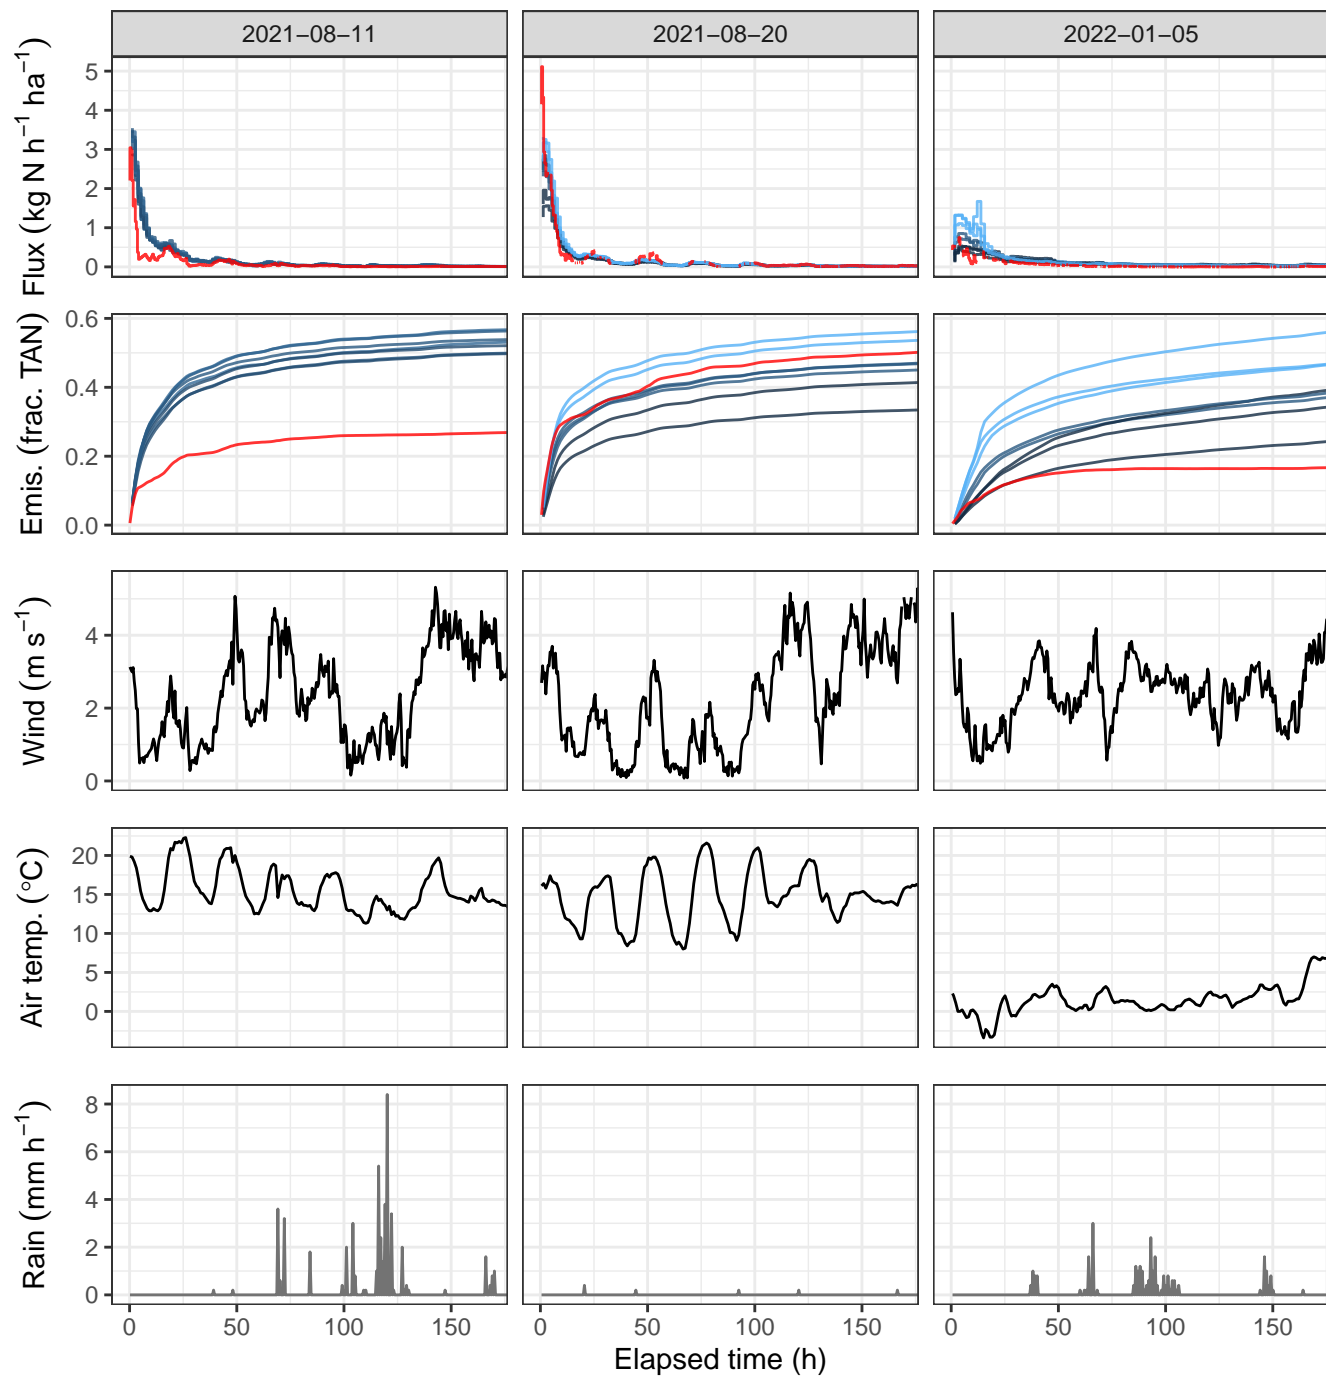 2021−08−11 2021−08−20 2022−01−05
Flux (kg N h⁻¹ ha⁻¹)
5
4
3
2
1
0
Emis. (frac. TAN)
0.6
0.4
0.2
0.0
Wind (m s⁻¹)
4
2
0
Air temp. (°C)
20
15
10
5
0
Rain (mm h⁻¹)
8
6
4
2
0
0 50 100 150 0 50 100 150 0 50 100 150
Elapsed time (h)